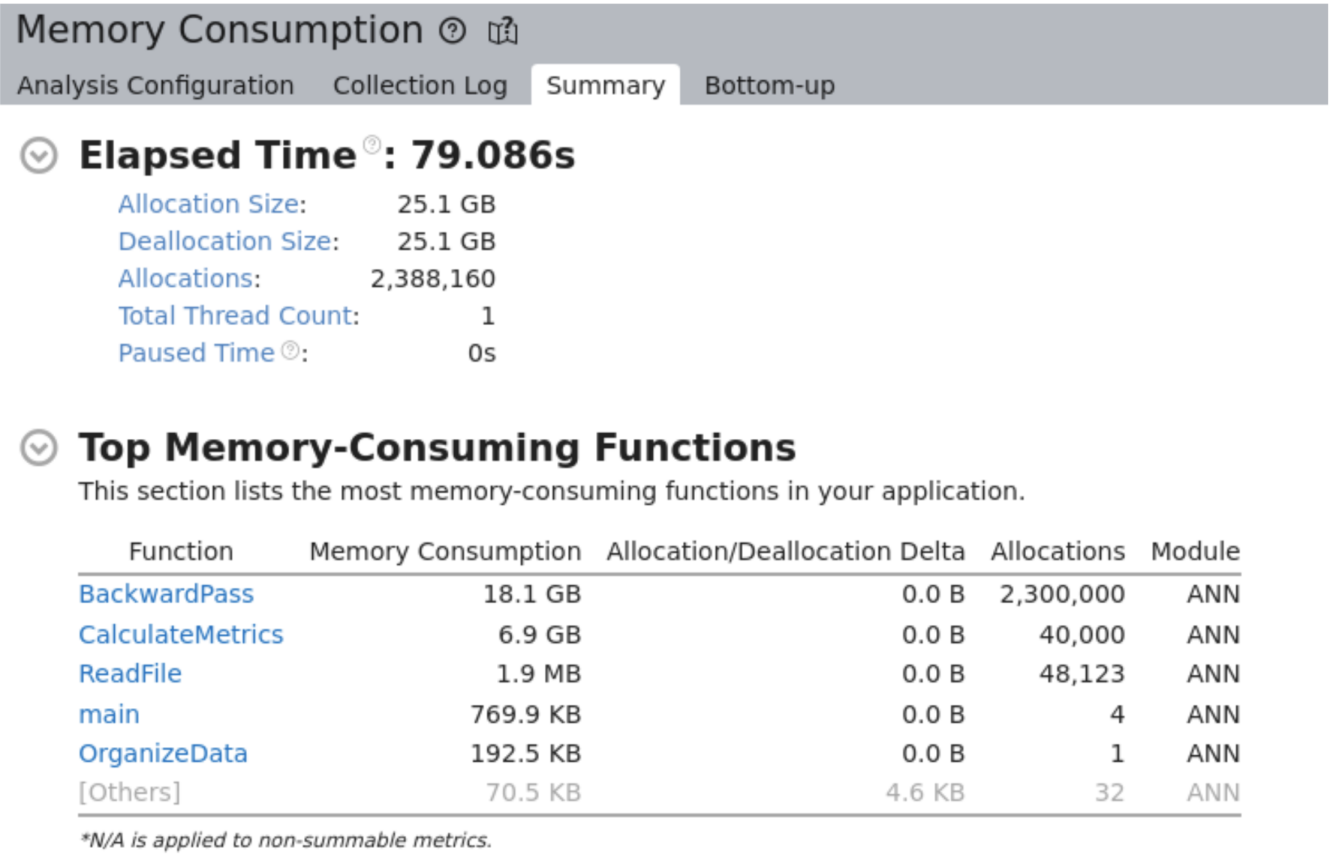 Memory Consumption
Analysis Configuration Collection Log Summary Bottom-up
Elapsed Time: 79.086s
Allocation Size: 25.1 GB
Deallocation Size: 25.1 GB
Allocations: 2,388,160
Total Thread Count: 1
Paused Time: 0s
Top Memory-Consuming Functions
This section lists the most memory-consuming functions in your application.
Function Memory Consumption Allocation/Deallocation Delta Allocations Module
BackwardPass 18.1 GB 0.0 B 2,300,000 ANN
CalculateMetrics 6.9 GB 0.0 B 40,000 ANN
ReadFile 1.9 MB 0.0 B 48,123 ANN
main 769.9 KB 0.0 B 4 ANN
OrganizeData 192.5 KB 0.0 B 1 ANN
[Others] 70.5 KB 4.6 KB 32 ANN
*N/A is applied to non-summable metrics.